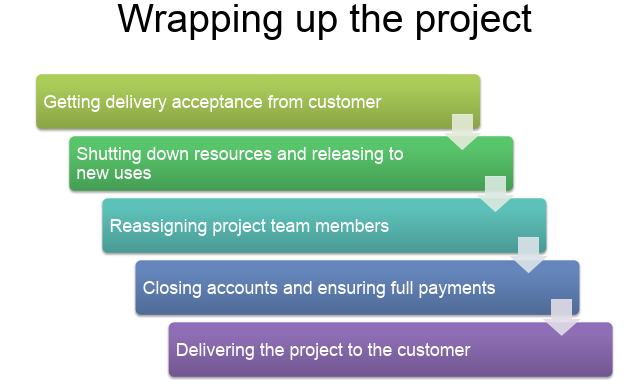 Wrapping up the project
Getting delivery acceptance from customer
Shutting down resources and releasing to
new uses
Reassigning project team members
Closing accounts and ensuring full payments
Delivering the project to the customer